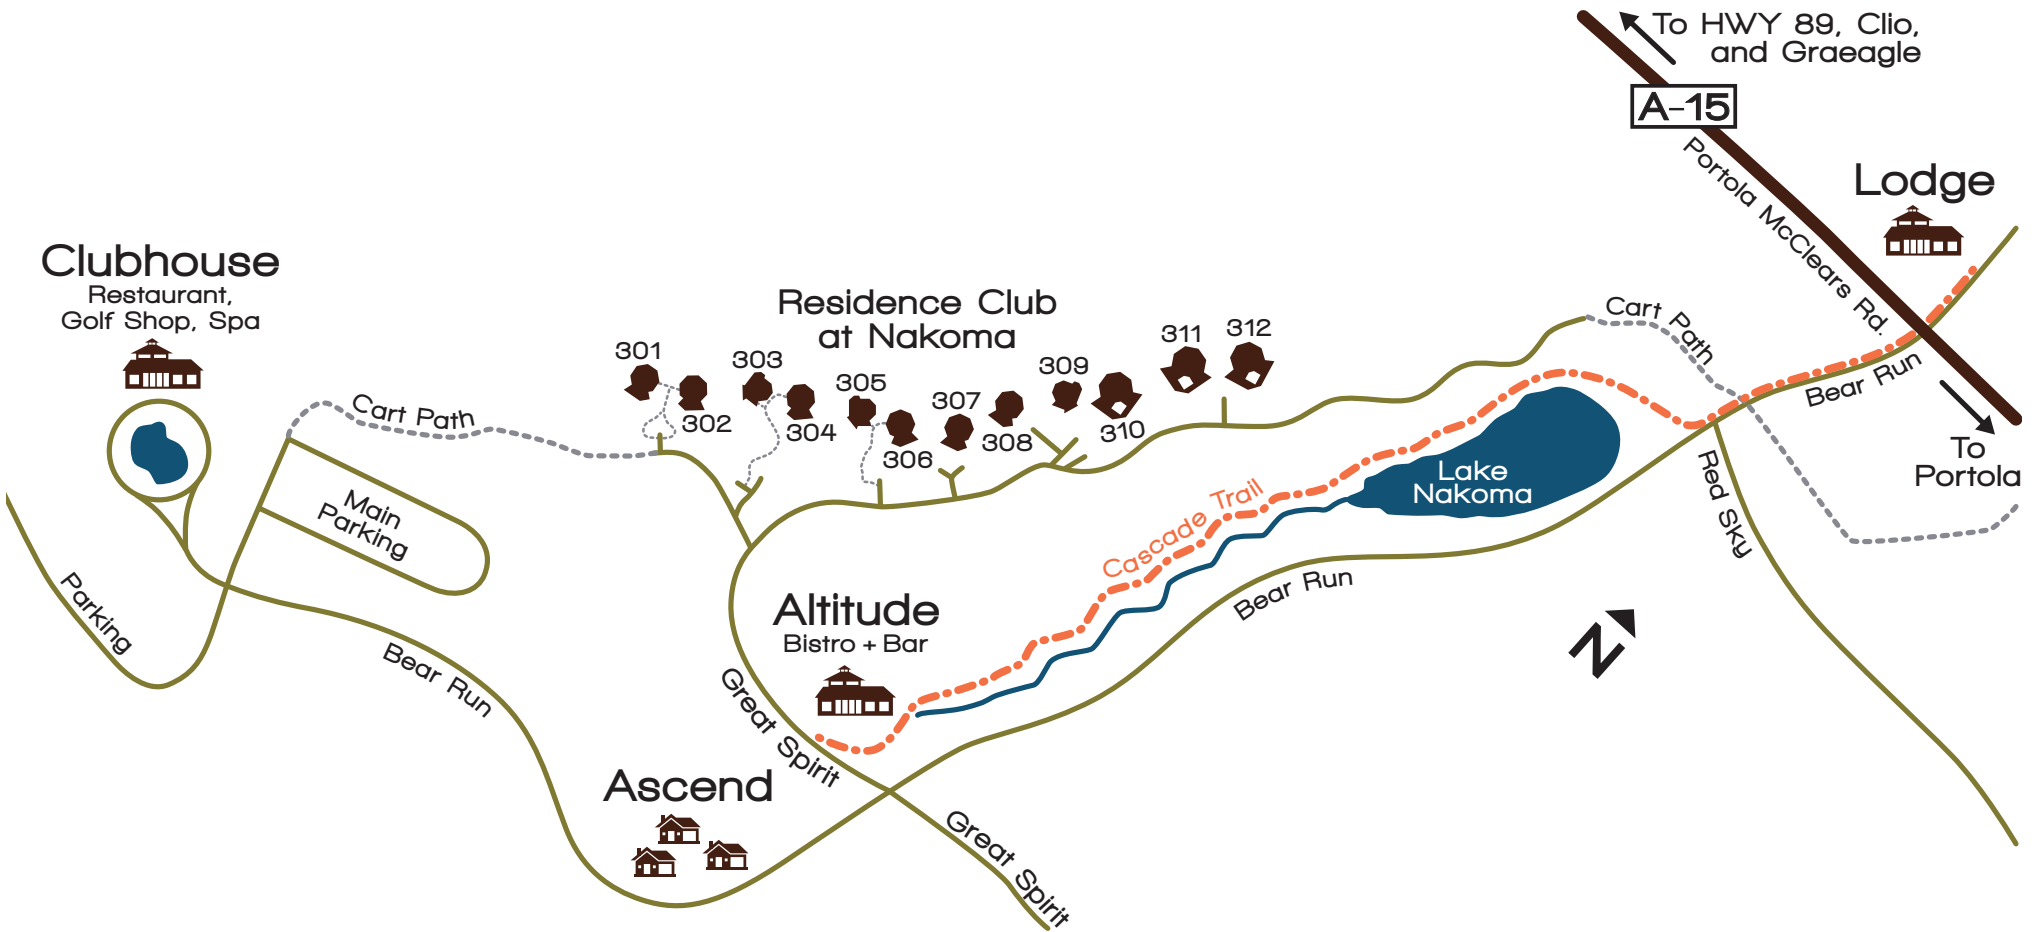 To HWY 89, Clio,
and Graeagle
A-15
Portola McClears Rd.
Lodge
Clubhouse
Restaurant,
Golf Shop, Spa
Residence Club
at Nakoma
301
302
303
304
305
306
307
308
309
310
311
312
Cart Path
Cart Path
Bear Run
To
Portola
Main
Parking
Lake
Nakoma
Cascade Trail
Red Sky
Parking
Bear Run
Altitude
Bistro + Bar
Bear Run
N
Great Spirit
Ascend
Great Spirit